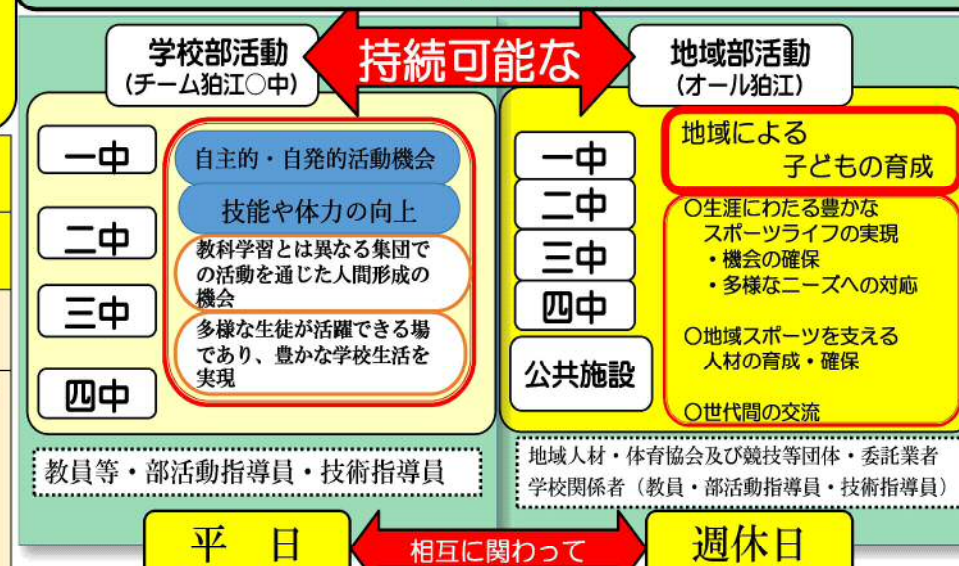 学校部活動
(チーム狛江○中)
持続可能な
地域部活動
(オール狛江)
一中
二中
三中
四中
自主的・自発的活動機会
技能や体力の向上
教科学習とは異なる集団で
の活動を通じた人間形成の
機会
多様な生徒が活躍できる場
であり、豊かな学校生活を
実現
教員等・部活動指導員・技術指導員
一中
二中
三中
四中
公共施設
地域による
子どもの育成
○生涯にわたる豊かな
スポーツライフの実現
・機会の確保
・多様なニーズへの対応
○地域スポーツを支える
人材の育成・確保
○世代間の交流
地域人材・体育協会及び競技等団体・委託業者
学校関係者（教員・部活動指導員・技術指導員）
平 日
相互に関わって
週休日